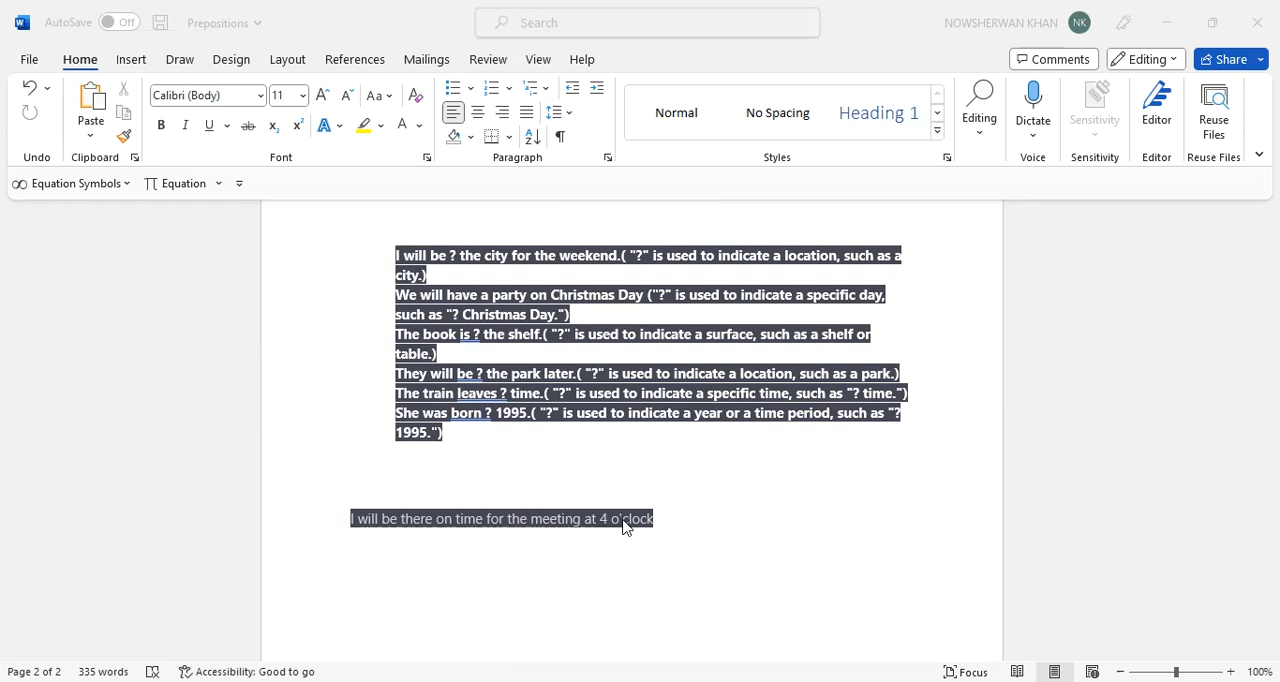 AutoSave Off Prepositions Search NOWSHERWAN KHAN NK
File Home Insert Draw Design Layout References Mailings Review View Help Comments Editing Share
Paste Calibri (Body) 11 Aa Normal No Spacing Heading 1 Editing Dictate Sensitivity Editor Reuse Files
B I U ab x₂ x² A A
Undo Clipboard Font Paragraph Styles Voice Sensitivity Editor Reuse Files
Equation Symbols Equation
I will be ? the city for the weekend.( "?" is used to indicate a location, such as a
city.)
We will have a party on Christmas Day ("?" is used to indicate a specific day,
such as "? Christmas Day.")
The book is ? the shelf.( "?" is used to indicate a surface, such as a shelf or
table.)
They will be ? the park later.( "?" is used to indicate a location, such as a park.)
The train leaves ? time.( "?" is used to indicate a specific time, such as "? time.")
She was born ? 1995.( "?" is used to indicate a year or a time period, such as "?
1995.")
I will be there on time for the meeting at 4 o'clock
Page 2 of 2 335 words Accessibility: Good to go Focus 100%